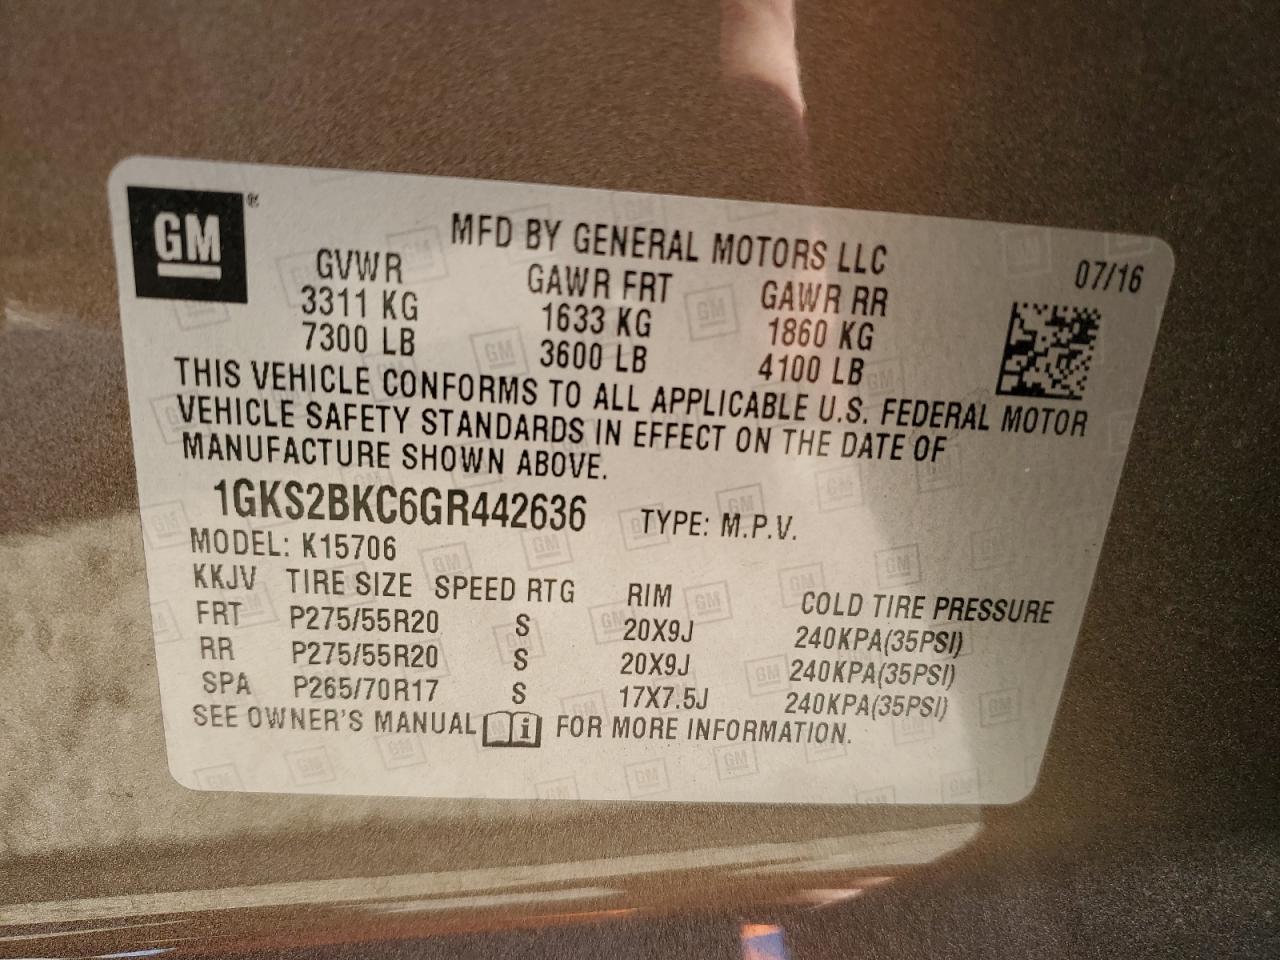 GM®
MFD BY GENERAL MOTORS LLC
07/16
GVWR GAWR FRT GAWR RR
3311 KG 1633 KG 1860 KG
7300 LB 3600 LB 4100 LB
THIS VEHICLE CONFORMS TO ALL APPLICABLE U.S. FEDERAL MOTOR
VEHICLE SAFETY STANDARDS IN EFFECT ON THE DATE OF
MANUFACTURE SHOWN ABOVE.
1GKS2BKC6GR442636 TYPE: M.P.V.
MODEL: K15706
KKJV TIRE SIZE SPEED RTG RIM COLD TIRE PRESSURE
FRT P275/55R20 S 20X9J 240KPA(35PSI)
RR P275/55R20 S 20X9J 240KPA(35PSI)
SPA P265/70R17 S 17X7.5J 240KPA(35PSI)
SEE OWNER'S MANUAL i FOR MORE INFORMATION.